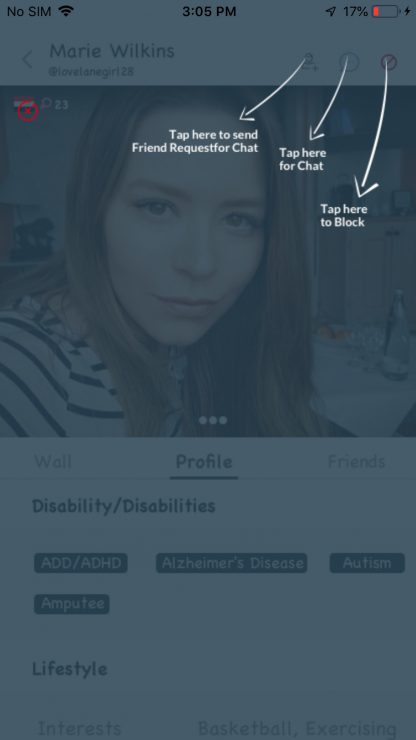 No SIM 3:05 PM 17%
Marie Wilkins
@lovelanegirl28
23
Tap here to send
Friend Requestfor Chat
Tap here
for Chat
Tap here
to Block
Wall Profile Friends
Disability/Disabilities
ADD/ADHD Alzheimer's Disease Autism
Amputee
Lifestyle
Interests Basketball, Exercising